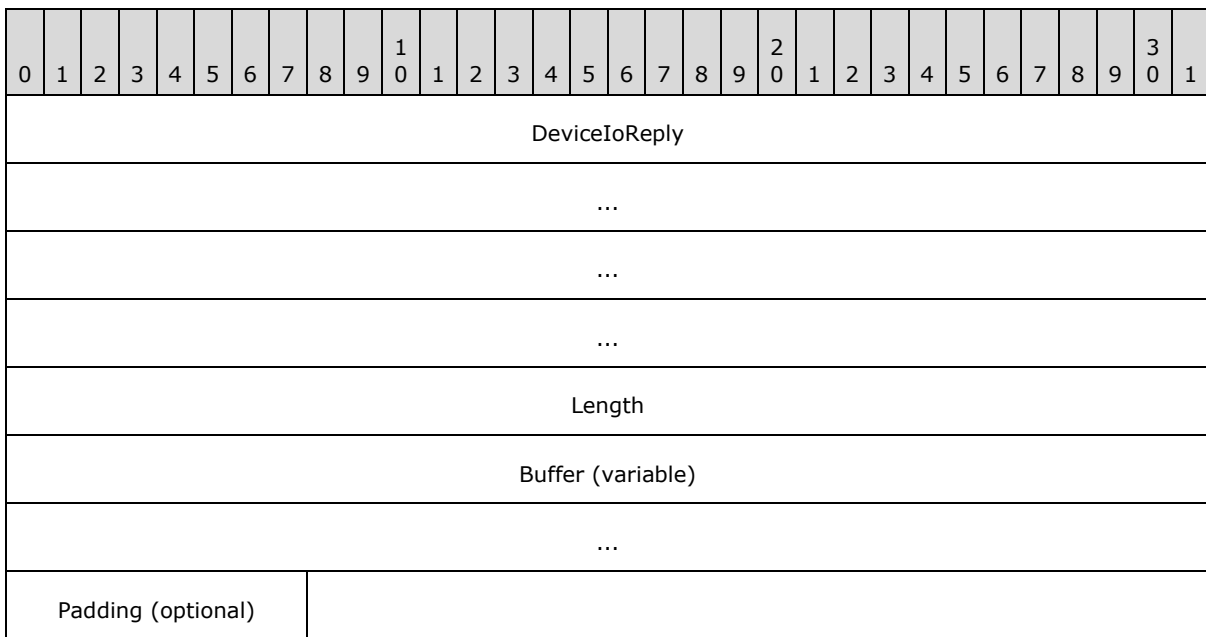 1 2 3
0 1 2 3 4 5 6 7 8 9 0 1 2 3 4 5 6 7 8 9 0 1 2 3 4 5 6 7 8 9 0 1
DeviceIoReply
...
...
...
Length
Buffer (variable)
...
Padding (optional)